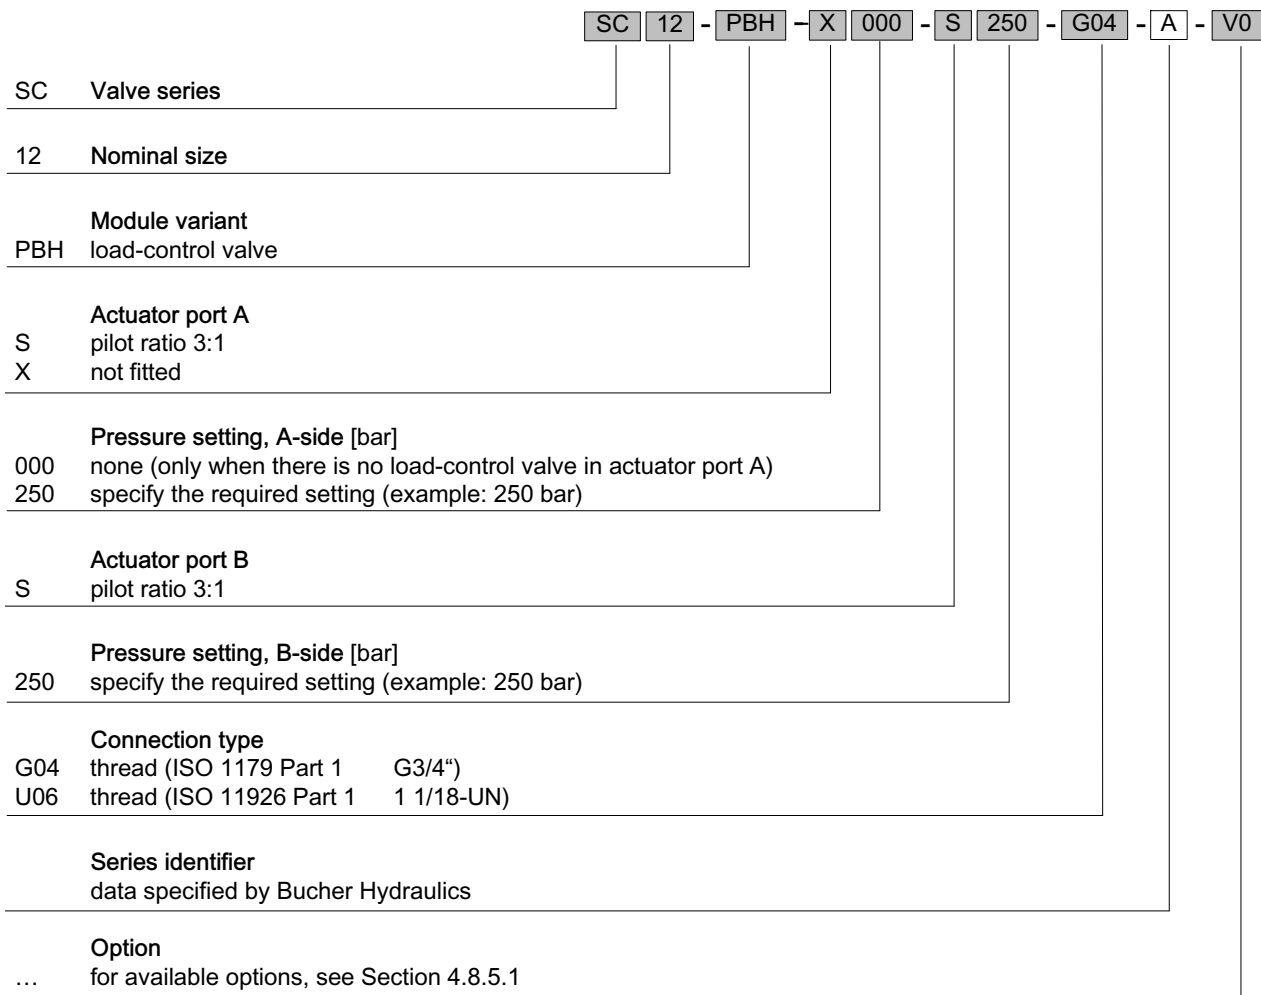 SC 12 - PBH - X 000 - S 250 - G04 - A - V0
SC Valve series
12 Nominal size
Module variant
PBH load-control valve
Actuator port A
S pilot ratio 3:1
X not fitted
Pressure setting, A-side [bar]
000 none (only when there is no load-control valve in actuator port A)
250 specify the required setting (example: 250 bar)
Actuator port B
S pilot ratio 3:1
Pressure setting, B-side [bar]
250 specify the required setting (example: 250 bar)
Connection type
G04 thread (ISO 1179 Part 1 G3/4“)
U06 thread (ISO 11926 Part 1 1 1/18-UN)
Series identifier
data specified by Bucher Hydraulics
Option
… for available options, see Section 4.8.5.1